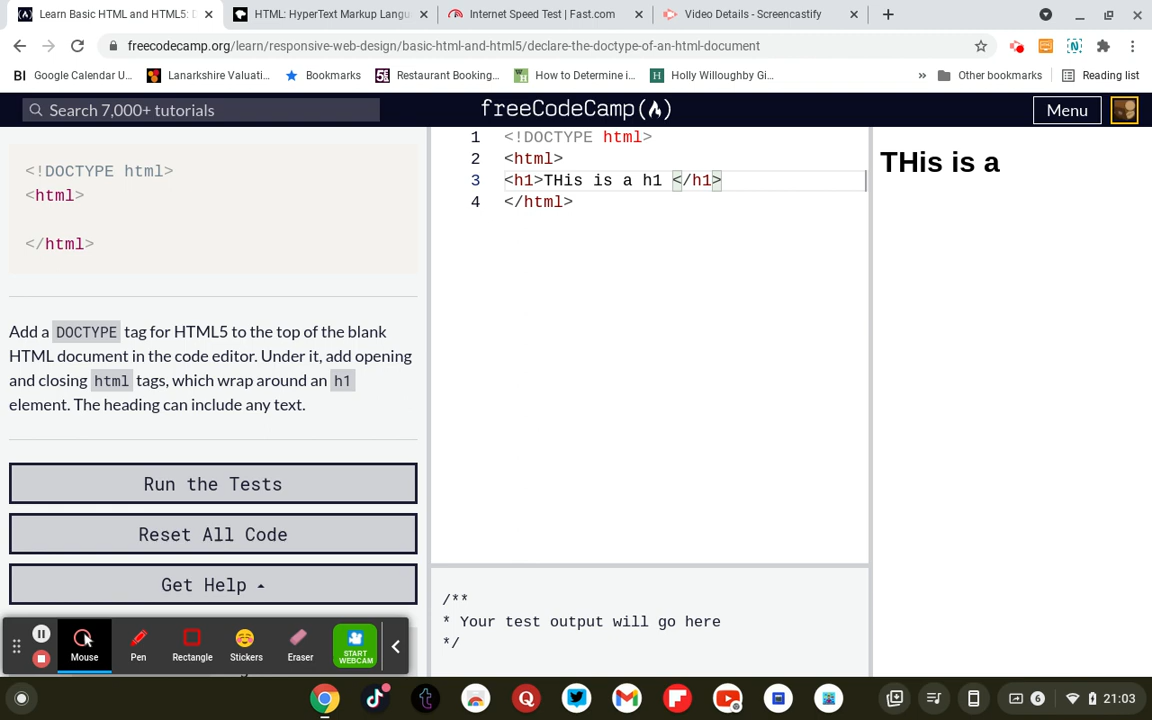 Learn Basic HTML and HTML5: D
HTML: HyperText Markup Langu
Internet Speed Test | Fast.com
Video Details - Screencastify
freecodecamp.org/learn/responsive-web-design/basic-html-and-html5/declare-the-doctype-of-an-html-document
BI Google Calendar U...
Lanarkshire Valuati...
Bookmarks
Restaurant Booking...
How to Determine i...
Holly Willoughby Gi...
» Other bookmarks
Reading list
Search 7,000+ tutorials
freeCodeCamp
Menu
<!DOCTYPE html>
<html>
</html>
Add a DOCTYPE tag for HTML5 to the top of the blank
HTML document in the code editor. Under it, add opening
and closing html tags, which wrap around an h1
element. The heading can include any text.
Run the Tests
Reset All Code
Get Help
1 <!DOCTYPE html>
2 <html>
3 <h1>THis is a h1 </h1>
4 </html>
THis is a
/**
* Your test output will go here
*/
Mouse
Pen
Rectangle
Stickers
Eraser
START
WEBCAM
6
21:03